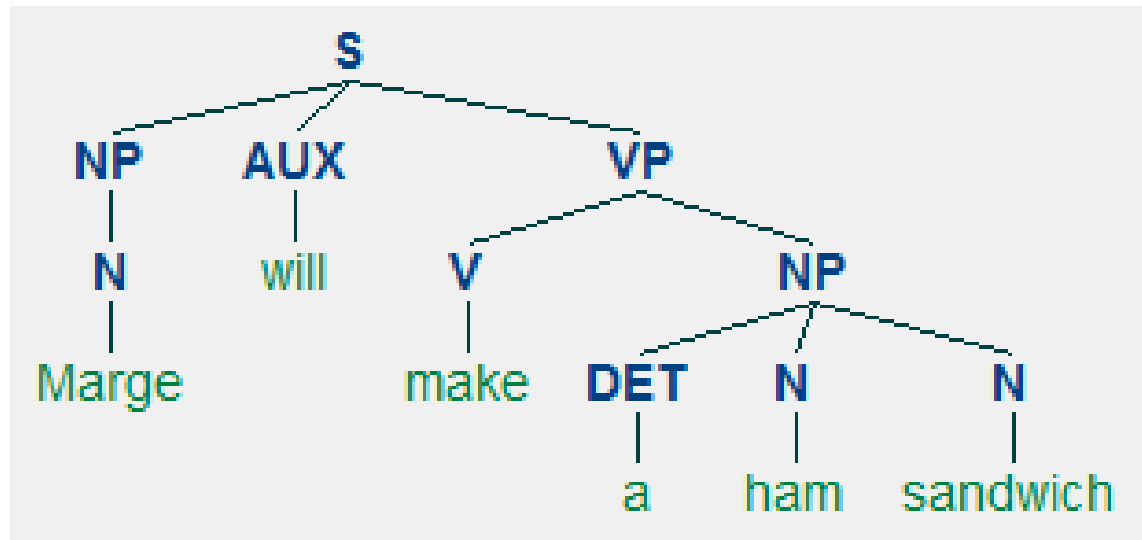 S
NP AUX VP
N will V NP
Marge make DET N N
a ham sandwich